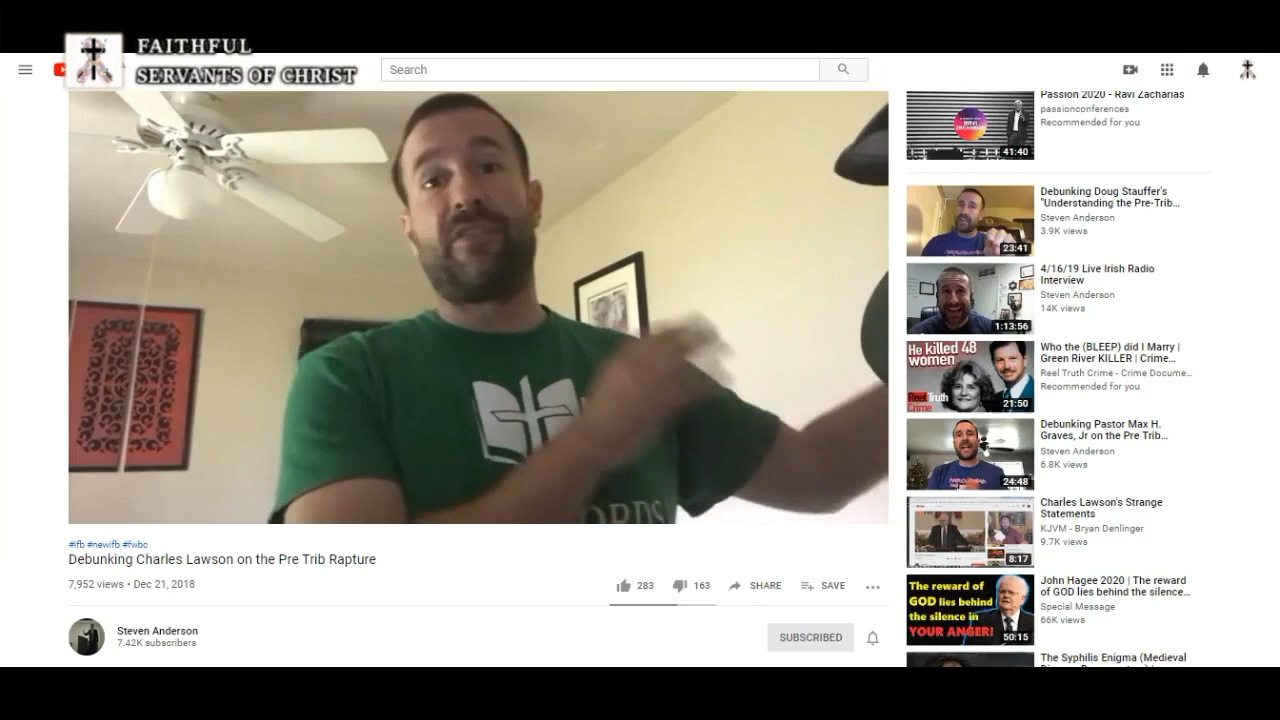 FAITHFUL
SERVANTS OF CHRIST
Search
ORDS
#ifb #newifb #fwbc
Debunking Charles Lawson on the Pre Trib Rapture
7,952 views • Dec 21, 2018
283
163
SHARE
SAVE
Steven Anderson
7.42K subscribers
SUBSCRIBED
Passion 2020 - Ravi Zacharias
passionconferences
Recommended for you
41:40
Debunking Doug Stauffer's
"Understanding the Pre-Trib...
Steven Anderson
3.9K views
23:41
4/16/19 Live Irish Radio
Interview
Steven Anderson
14K views
1:13:56
He killed 48
women
Reel Truth
Crime
21:50
Who the (BLEEP) did I Marry |
Green River KILLER | Crime...
Reel Truth Crime - Crime Docume...
Recommended for you
Debunking Pastor Max H.
Graves, Jr on the Pre Trib...
Steven Anderson
6.8K views
24:48
Charles Lawson's Strange
Statements
KJVM - Bryan Denlinger
9.7K views
8:17
The reward of
GOD lies behind
the silence in
YOUR ANGER!
50:15
John Hagee 2020 | The reward
of GOD lies behind the silence...
Special Message
66K views
The Syphilis Enigma (Medieval